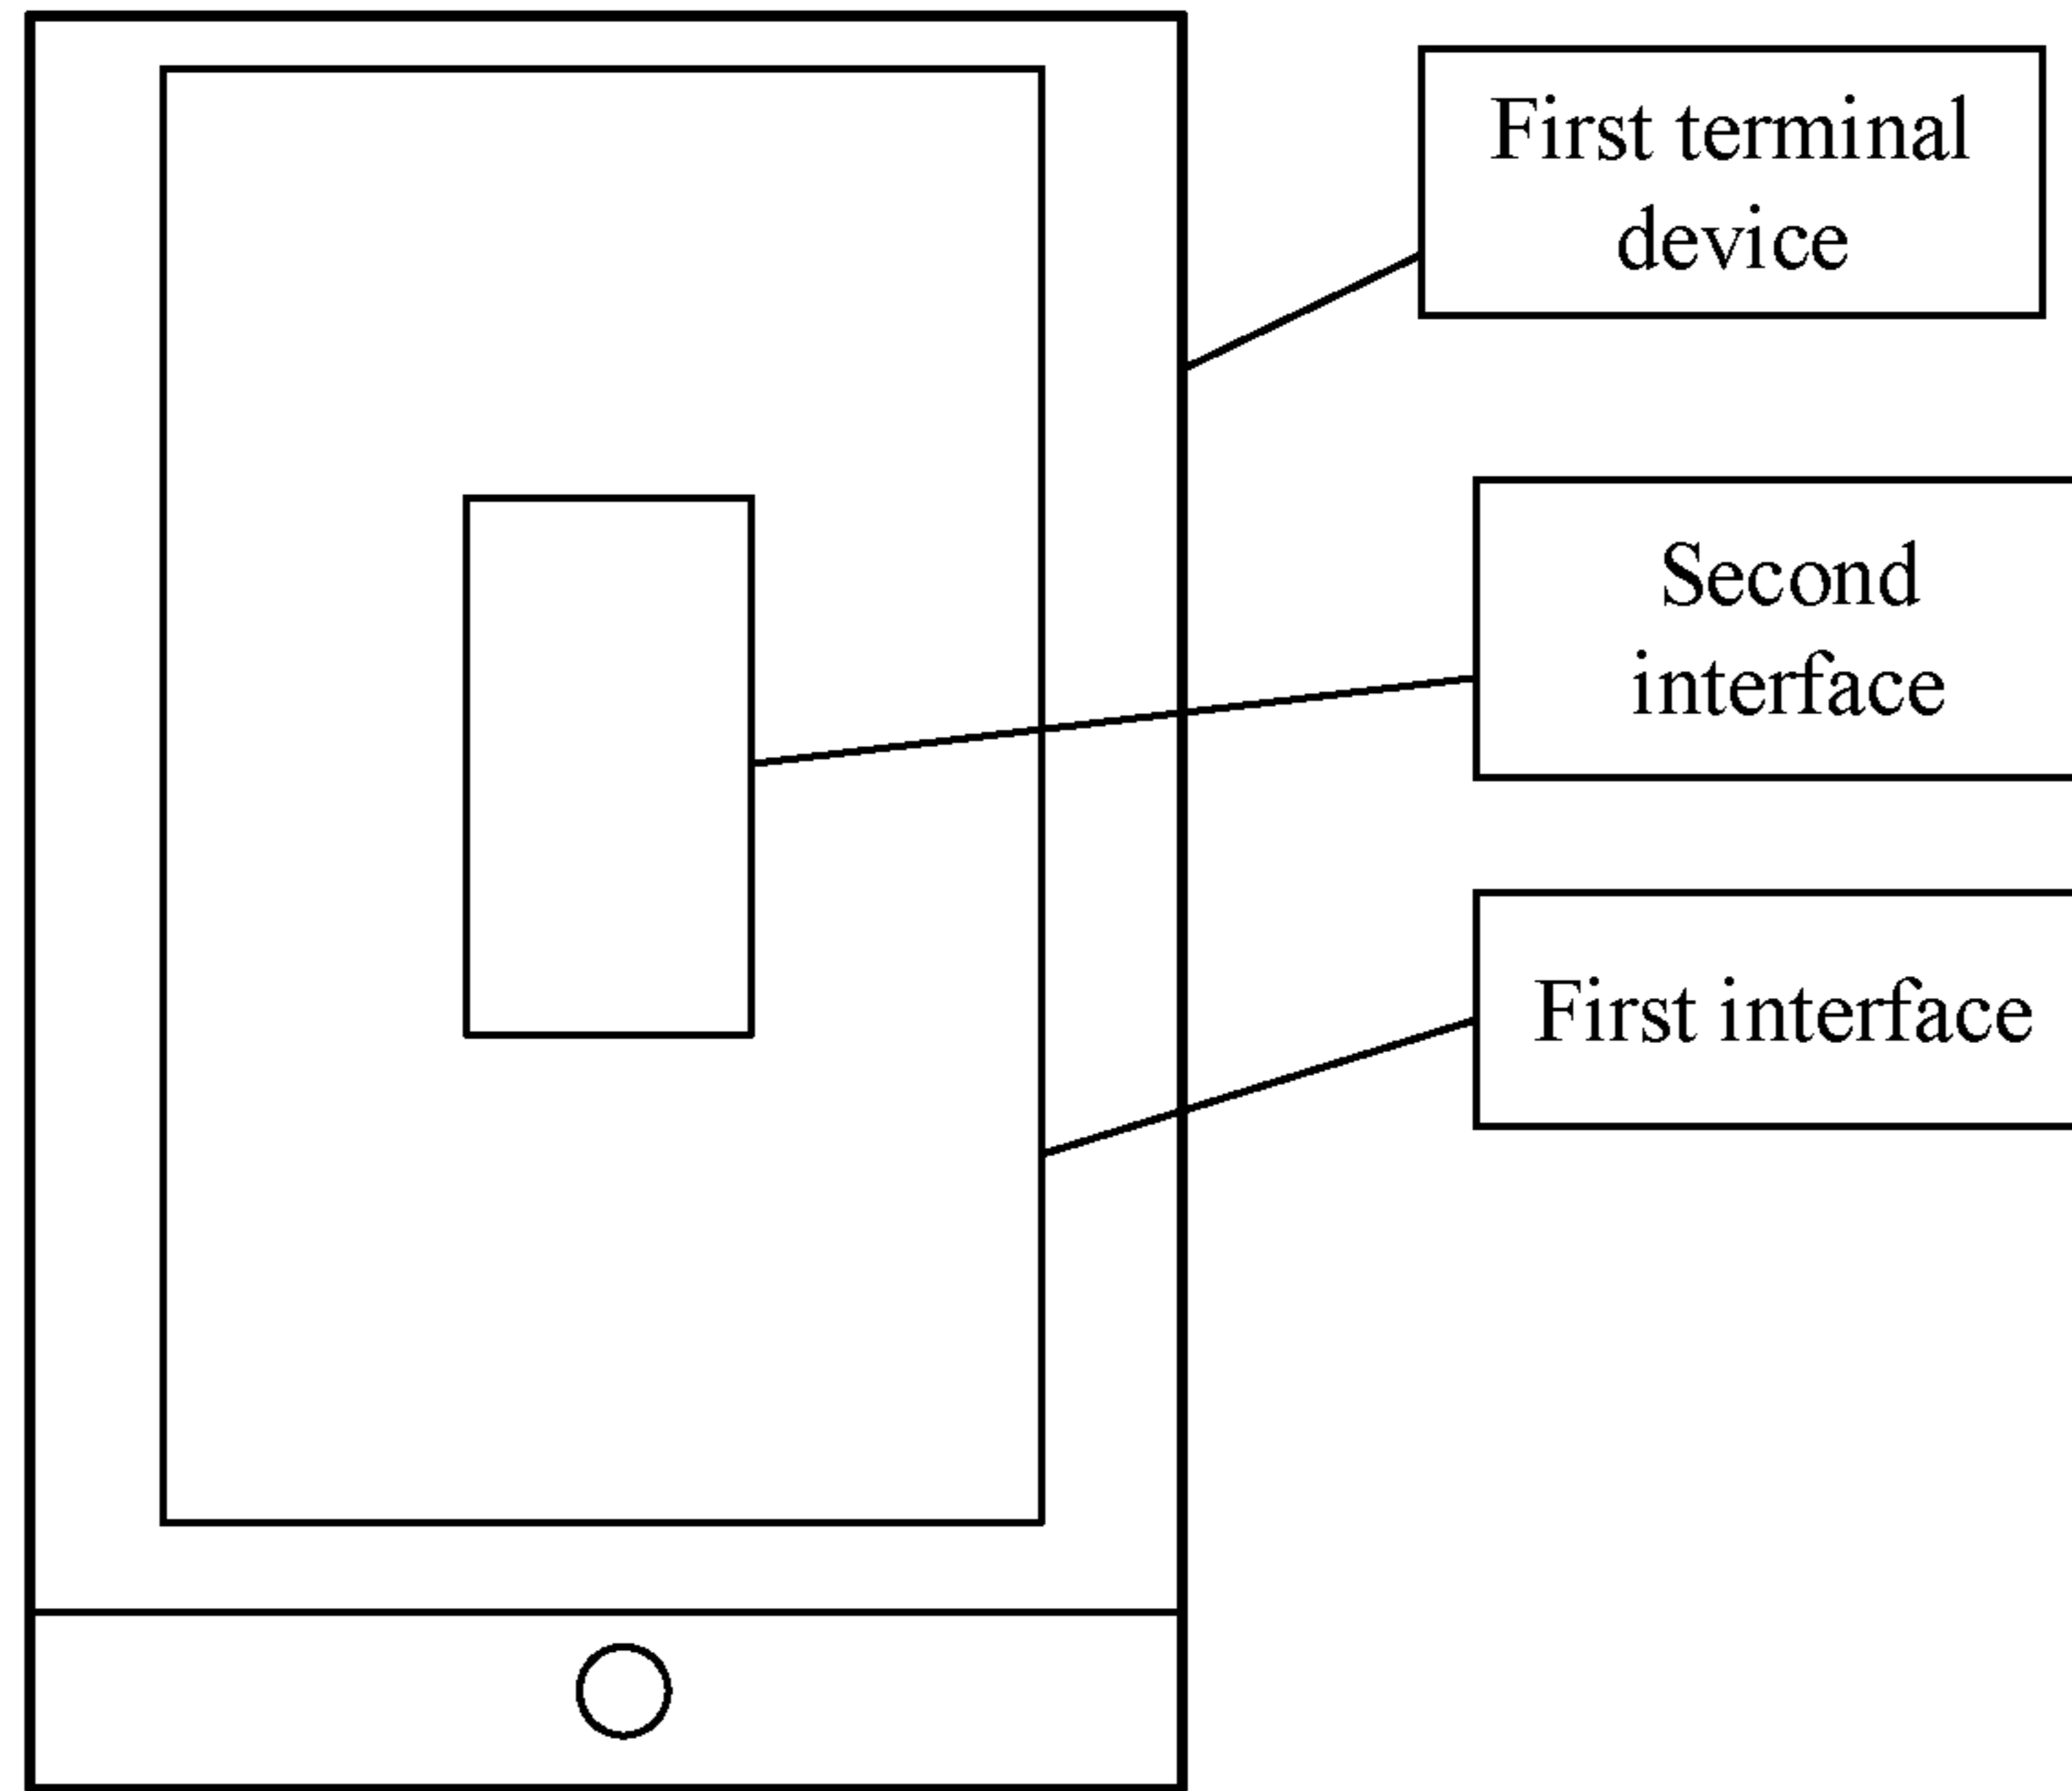 First terminal
device
Second
interface
First interface